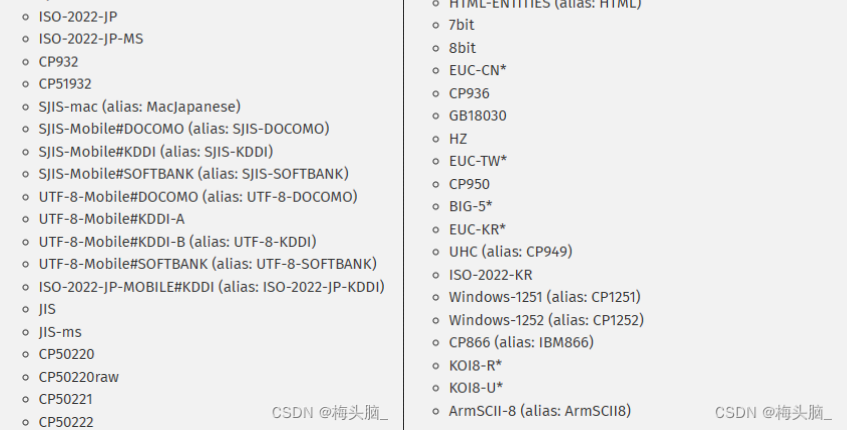 ISO-2022-JP
ISO-2022-JP-MS
CP932
CP51932
SJIS-mac (alias: MacJapanese)
SJIS-Mobile#DOCOMO (alias: SJIS-DOCOMO)
SJIS-Mobile#KDDI (alias: SJIS-KDDI)
SJIS-Mobile#SOFTBANK (alias: SJIS-SOFTBANK)
UTF-8-Mobile#DOCOMO (alias: UTF-8-DOCOMO)
UTF-8-Mobile#KDDI-A
UTF-8-Mobile#KDDI-B (alias: UTF-8-KDDI)
UTF-8-Mobile#SOFTBANK (alias: UTF-8-SOFTBANK)
ISO-2022-JP-MOBILE#KDDI (alias: ISO-2022-JP-KDDI)
JIS
JIS-ms
CP50220
CP50220raw
CP50221
CP50222
CSDN @梅头脑_
HTML-ENTITIES (alias: HTML)
7bit
8bit
EUC-CN*
CP936
GB18030
HZ
EUC-TW*
CP950
BIG-5*
EUC-KR*
UHC (alias: CP949)
ISO-2022-KR
Windows-1251 (alias: CP1251)
Windows-1252 (alias: CP1252)
CP866 (alias: IBM866)
KOI8-R*
KOI8-U*
ArmSCII-8 (alias: ArmSCII8)
CSDN @梅头脑_